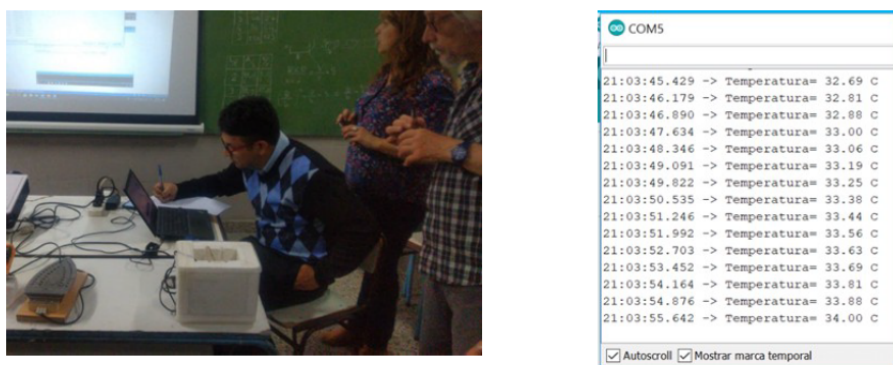 COM5
21:03:45.429 -> Temperatura= 32.69 C
21:03:46.179 -> Temperatura= 32.81 C
21:03:46.890 -> Temperatura= 32.88 C
21:03:47.634 -> Temperatura= 33.00 C
21:03:48.346 -> Temperatura= 33.06 C
21:03:49.091 -> Temperatura= 33.19 C
21:03:49.822 -> Temperatura= 33.25 C
21:03:50.535 -> Temperatura= 33.38 C
21:03:51.246 -> Temperatura= 33.44 C
21:03:51.992 -> Temperatura= 33.56 C
21:03:52.703 -> Temperatura= 33.63 C
21:03:53.452 -> Temperatura= 33.69 C
21:03:54.164 -> Temperatura= 33.81 C
21:03:54.876 -> Temperatura= 33.88 C
21:03:55.642 -> Temperatura= 34.00 C
Autoscroll Mostrar marca temporal